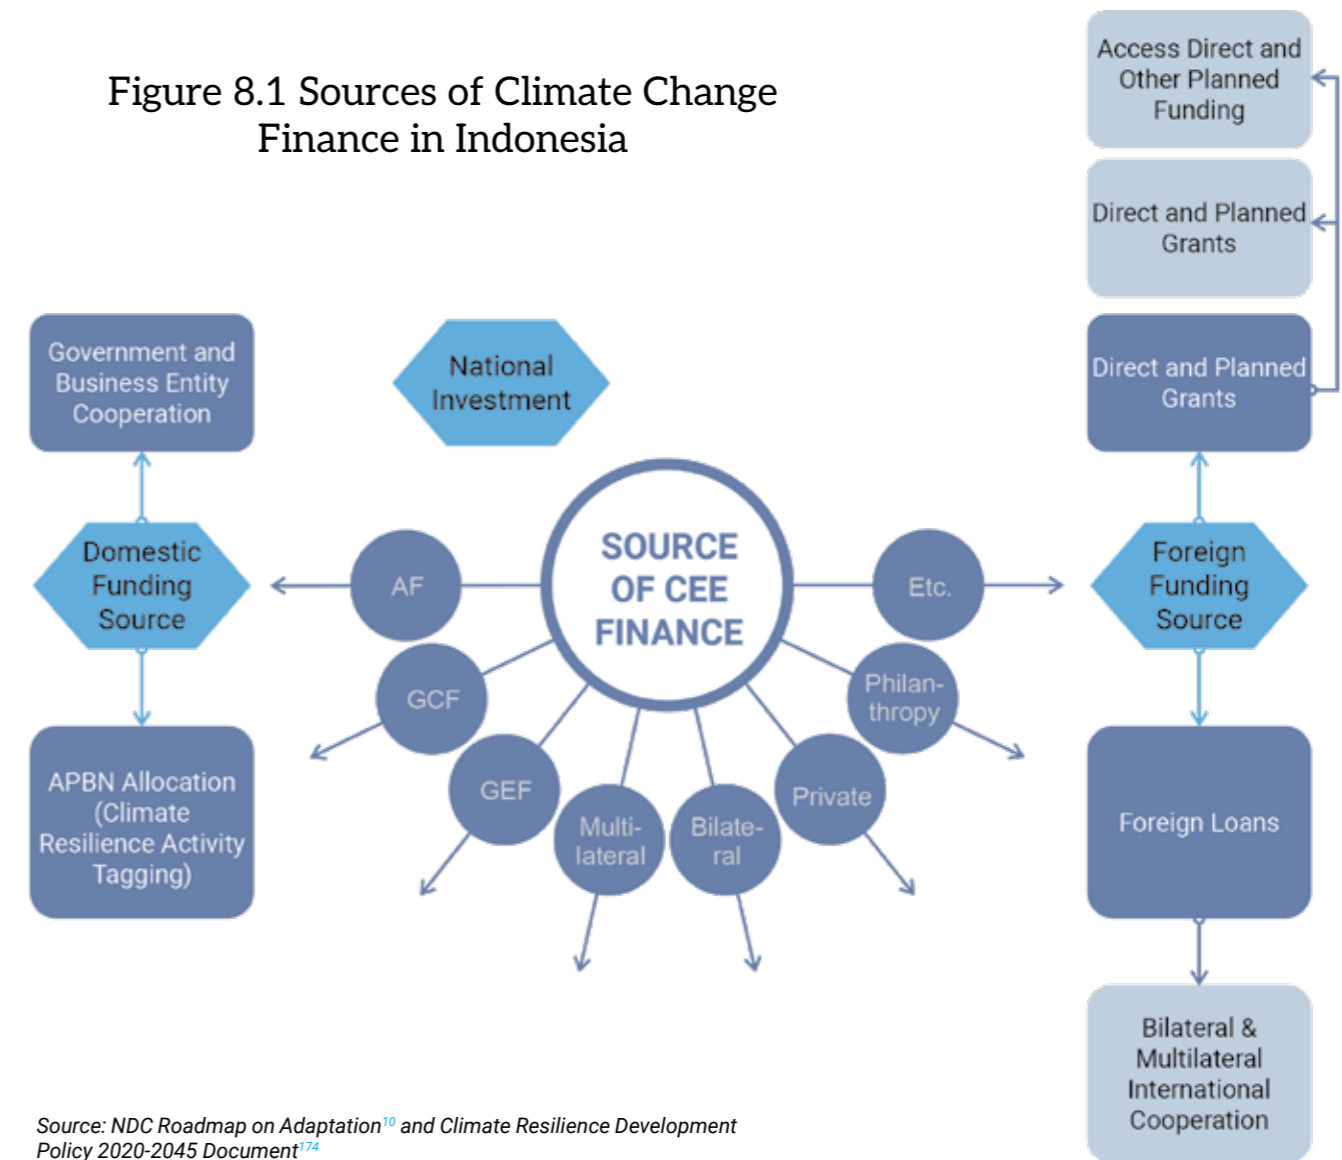 Figure 8.1 Sources of Climate Change
Finance in Indonesia
Access Direct and
Other Planned
Funding
Direct and Planned
Grants
Government and
Business Entity
Cooperation
National
Investment
Direct and Planned
Grants
Domestic
Funding
Source
AF
SOURCE
OF CEE
FINANCE
Etc.
Foreign
Funding
Source
GCF
Philan-
thropy
GEF
Private
Multi-
lateral
Bilate-
ral
APBN Allocation
(Climate
Resilience Activity
Tagging)
Foreign Loans
Bilateral &
Multilateral
International
Cooperation
Source: NDC Roadmap on Adaptation10 and Climate Resilience Development
Policy 2020-2045 Document174